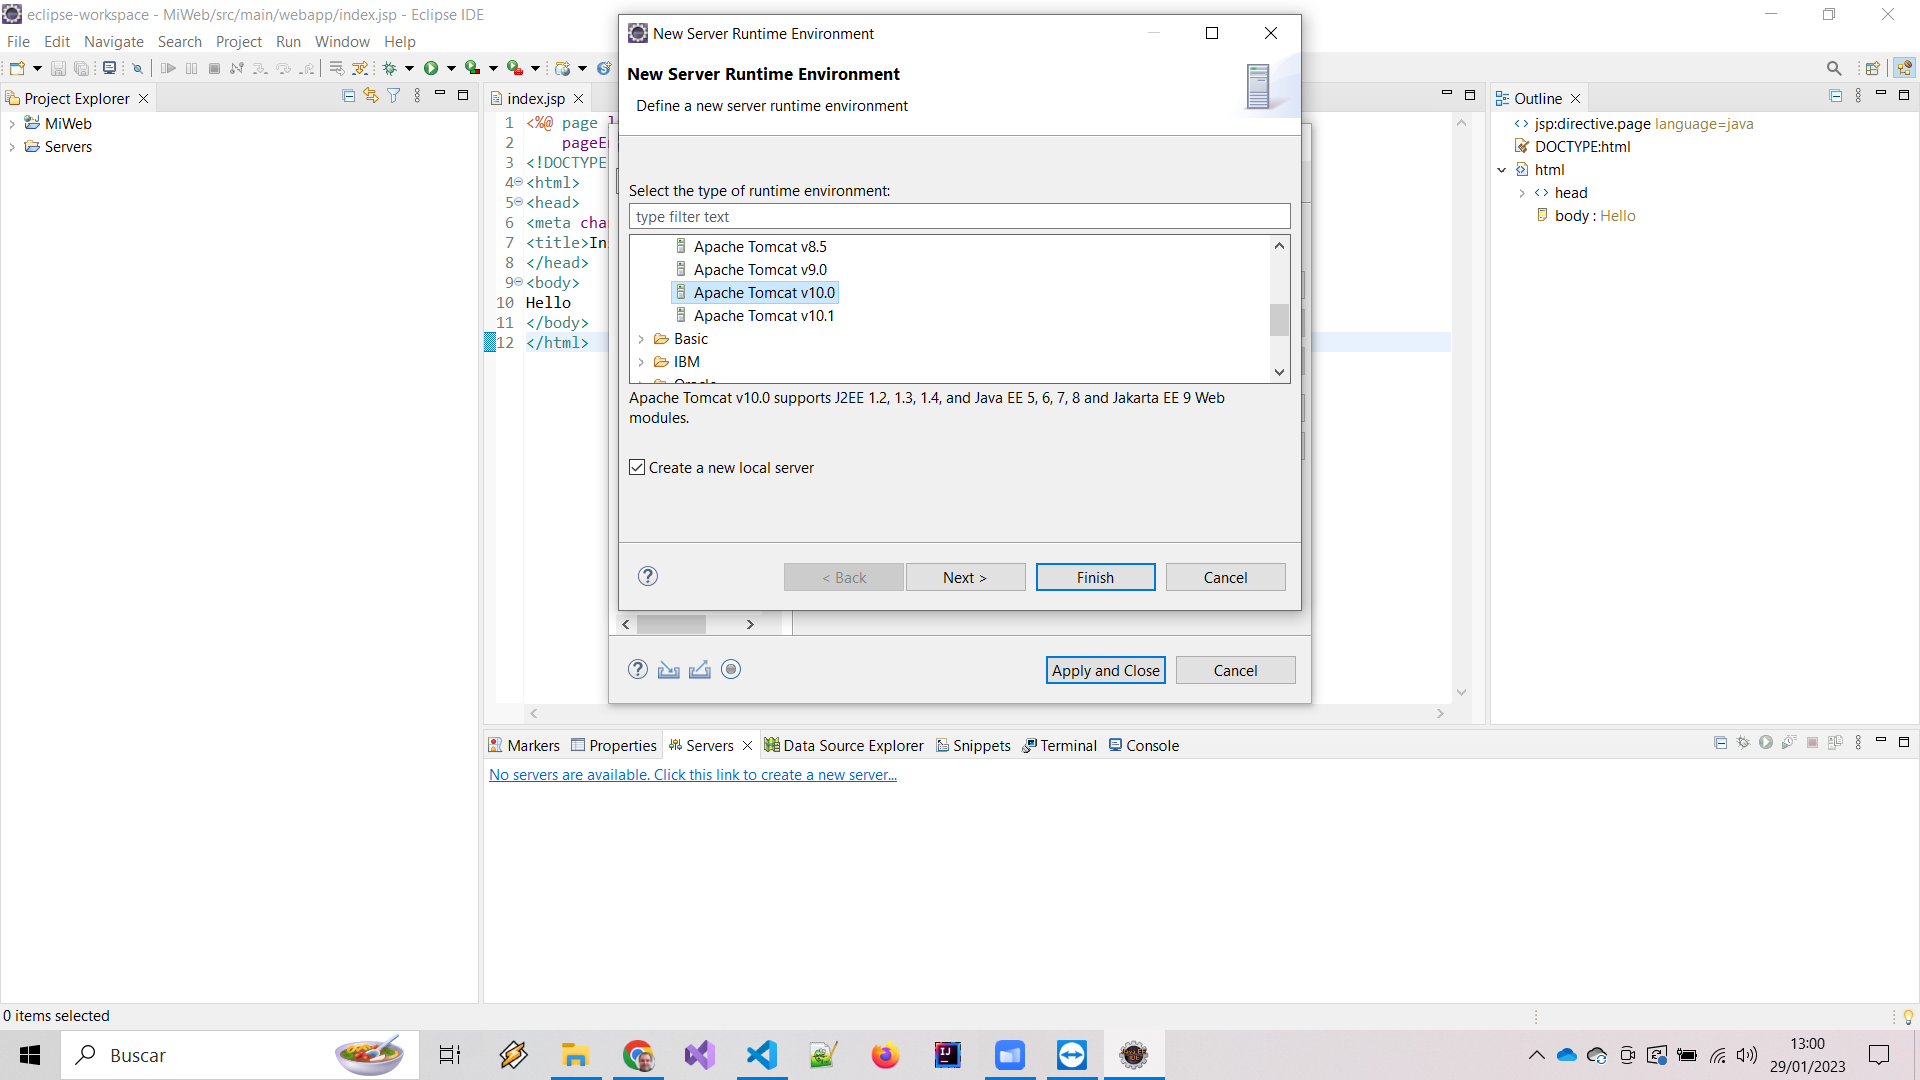 eclipse-workspace - MiWeb/src/main/webapp/index.jsp - Eclipse IDE
File Edit Navigate Search Project Run Window Help
Project Explorer
MiWeb
Servers
index.jsp
1 <%@ page l
2 pageE
3 <!DOCTYPE
4 <html>
5 <head>
6 <meta cha
7 <title>In
8 </head>
9 <body>
10 Hello
11 </body>
12 </html>
New Server Runtime Environment
New Server Runtime Environment
Define a new server runtime environment
Select the type of runtime environment:
type filter text
Apache Tomcat v8.5
Apache Tomcat v9.0
Apache Tomcat v10.0
Apache Tomcat v10.1
Basic
IBM
Apache Tomcat v10.0 supports J2EE 1.2, 1.3, 1.4, and Java EE 5, 6, 7, 8 and Jakarta EE 9 Web
modules.
Create a new local server
< Back Next > Finish Cancel
Apply and Close Cancel
Outline
jsp:directive.page language=java
DOCTYPE:html
html
head
body : Hello
Markers Properties Servers Data Source Explorer Snippets Terminal Console
No servers are available. Click this link to create a new server...
0 items selected
Buscar
13:00
29/01/2023